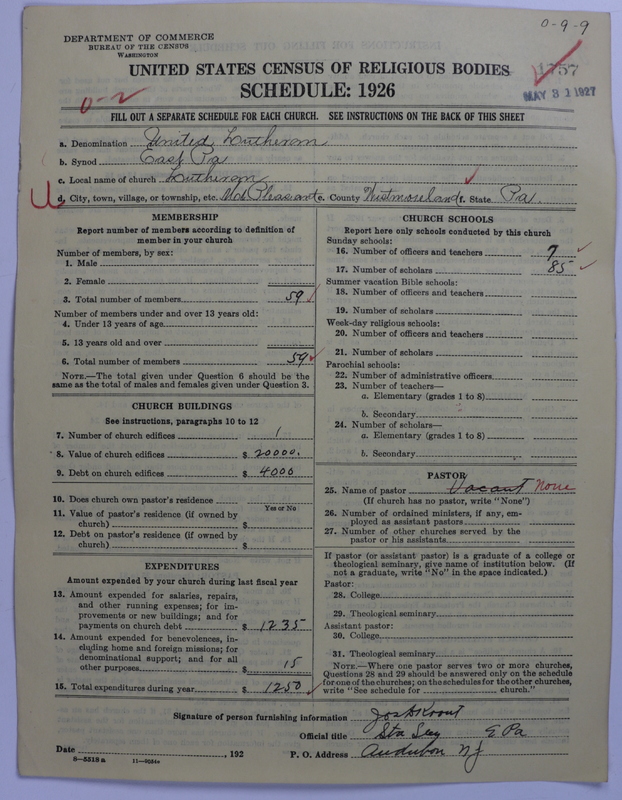 0-9-9
DEPARTMENT OF COMMERCE
BUREAU OF THE CENSUS
WASHINGTON
1757
MAY 31 1927
UNITED STATES CENSUS OF RELIGIOUS BODIES
SCHEDULE: 1926
0-2
FILL OUT A SEPARATE SCHEDULE FOR EACH CHURCH. SEE INSTRUCTIONS ON THE BACK OF THIS SHEET
a. Denomination United Lutheran
b. Synod East Pa
c. Local name of church Lutheran
d. City, town, village, or township, etc. Mt Pleasant e. County Westmoreland f. State Pa.
MEMBERSHIP
Report number of members according to definition of
member in your church
Number of members, by sex:
1. Male
2. Female
3. Total number of members 59
Number of members under and over 13 years old:
4. Under 13 years of age
5. 13 years old and over
6. Total number of members 59
NOTE.—The total given under Question 6 should be the
same as the total of males and females given under Question 3.
CHURCH BUILDINGS
See instructions, paragraphs 10 to 12
7. Number of church edifices 1
8. Value of church edifices $ 20000.
9. Debt on church edifices $ 4000
10. Does church own pastor's residence
Yes or No
11. Value of pastor's residence (if owned by
church) $
12. Debt on pastor's residence (if owned by
church) $
EXPENDITURES
Amount expended by your church during last fiscal year
13. Amount expended for salaries, repairs,
and other running expenses; for im-
provements or new buildings; and for
payments on church debt $ 1235
14. Amount expended for benevolences, in-
cluding home and foreign missions; for
denominational support; and for all
other purposes $ 15
15. Total expenditures during year $ 1250
CHURCH SCHOOLS
Report here only schools conducted by this church
Sunday schools:
16. Number of officers and teachers 7
17. Number of scholars 85
Summer vacation Bible schools:
18. Number of officers and teachers
19. Number of scholars
Week-day religious schools:
20. Number of officers and teachers
21. Number of scholars
Parochial schools:
22. Number of administrative officers
23. Number of teachers—
a. Elementary (grades 1 to 8)
b. Secondary
24. Number of scholars—
a. Elementary (grades 1 to 8)
b. Secondary
PASTOR
25. Name of pastor Vacant None
(If church has no pastor, write "None")
26. Number of ordained ministers, if any, em-
ployed as assistant pastors
27. Number of other churches served by the
pastor or his assistants
If pastor (or assistant pastor) is a graduate of a college or
theological seminary, give name of institution below. (If
not a graduate, write "No" in the space indicated.)
Pastor:
28. College
29. Theological seminary
Assistant pastor:
30. College
31. Theological seminary
NOTE.—Where one pastor serves two or more churches,
Questions 28 and 29 should be answered only on the schedule
for one of the churches; on the schedules for the other churches,
write "See schedule for church."
Signature of person furnishing information
Official title Sta Secy E Pa
Date , 192 P. O. Address Audubon NJ
8-5518a 11-9034a